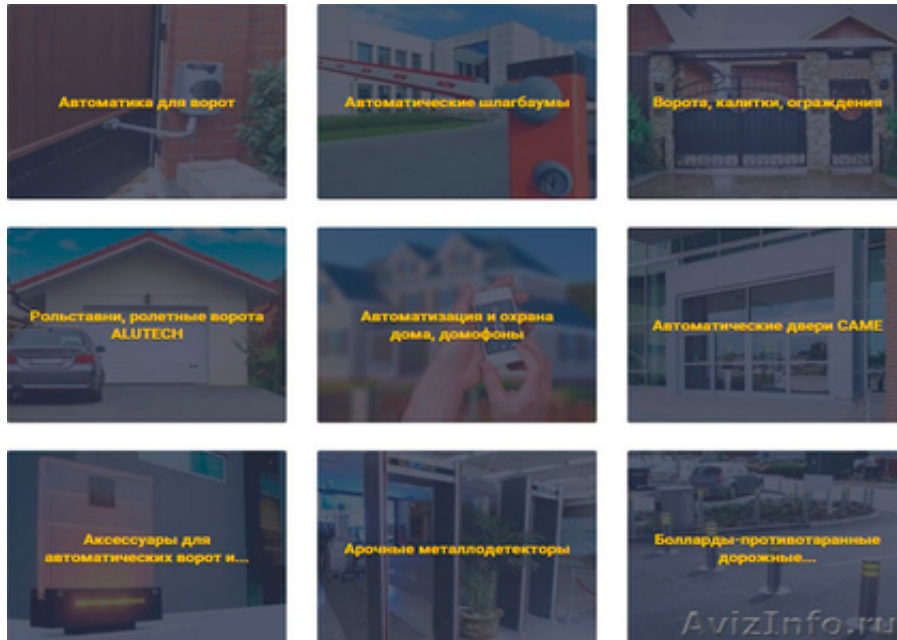 Автоматика для ворот
Автоматические шлагбаумы
Ворота, калитки, ограждения
Рольставни, ролетные ворота
ALUTECH
Автоматизация и охрана
дома, домофоны
Автоматические двери CAME
Аксессуары для
автоматических ворот и...
Арочные металлодетекторы
Болларды-противотаранные
дорожные...
AvizInfo.ru